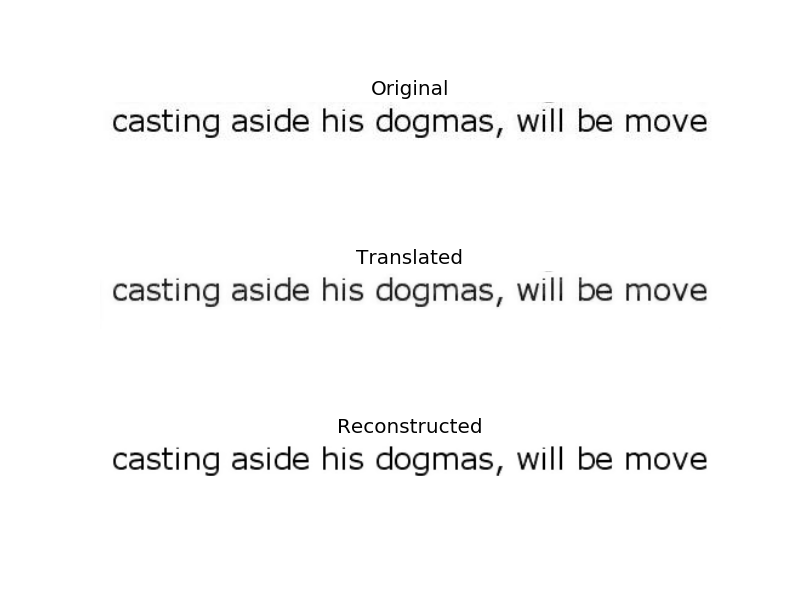 Original
casting aside his dogmas, will be move
Translated
casting aside his dogmas, will be move
Reconstructed
casting aside his dogmas, will be move